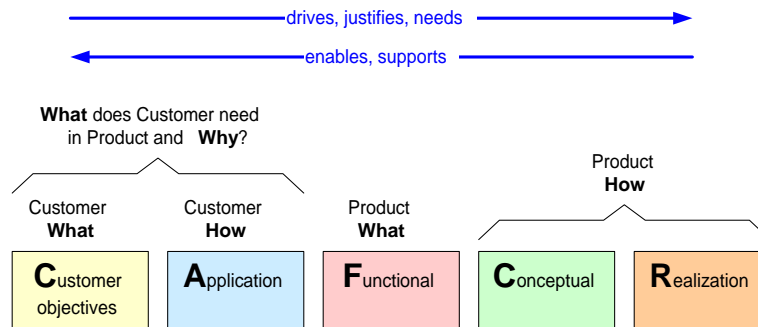 drives, justifies, needs
enables, supports
What does Customer need
in Product and Why?
Product
How
Customer
What
Customer
How
Product
What
Customer
objectives
Application
Functional
Conceptual
Realization